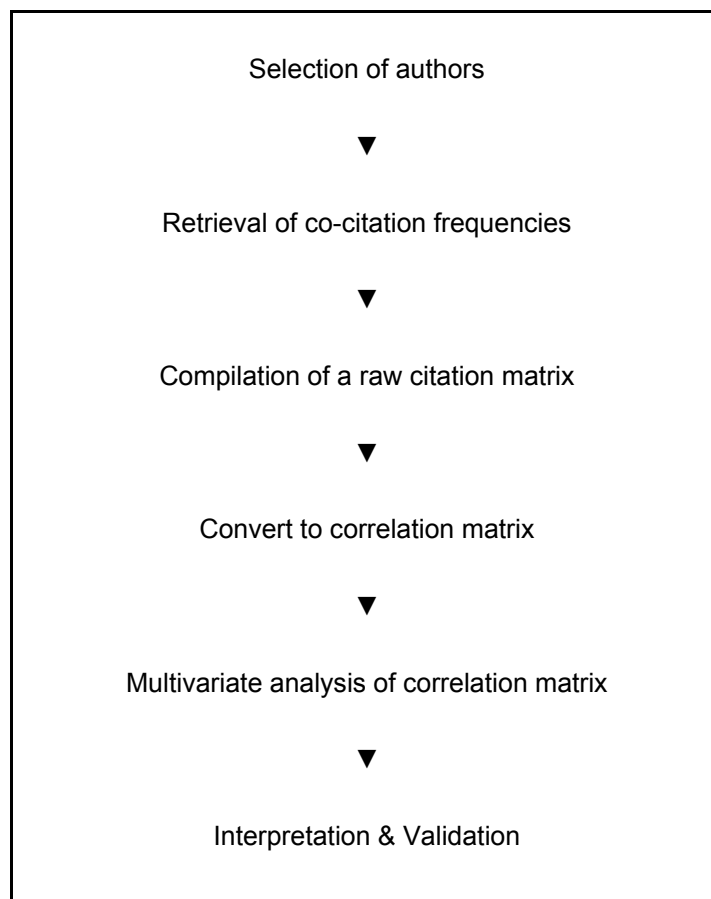 Selection of authors
▼
Retrieval of co-citation frequencies
▼
Compilation of a raw citation matrix
▼
Convert to correlation matrix
▼
Multivariate analysis of correlation matrix
▼
Interpretation & Validation